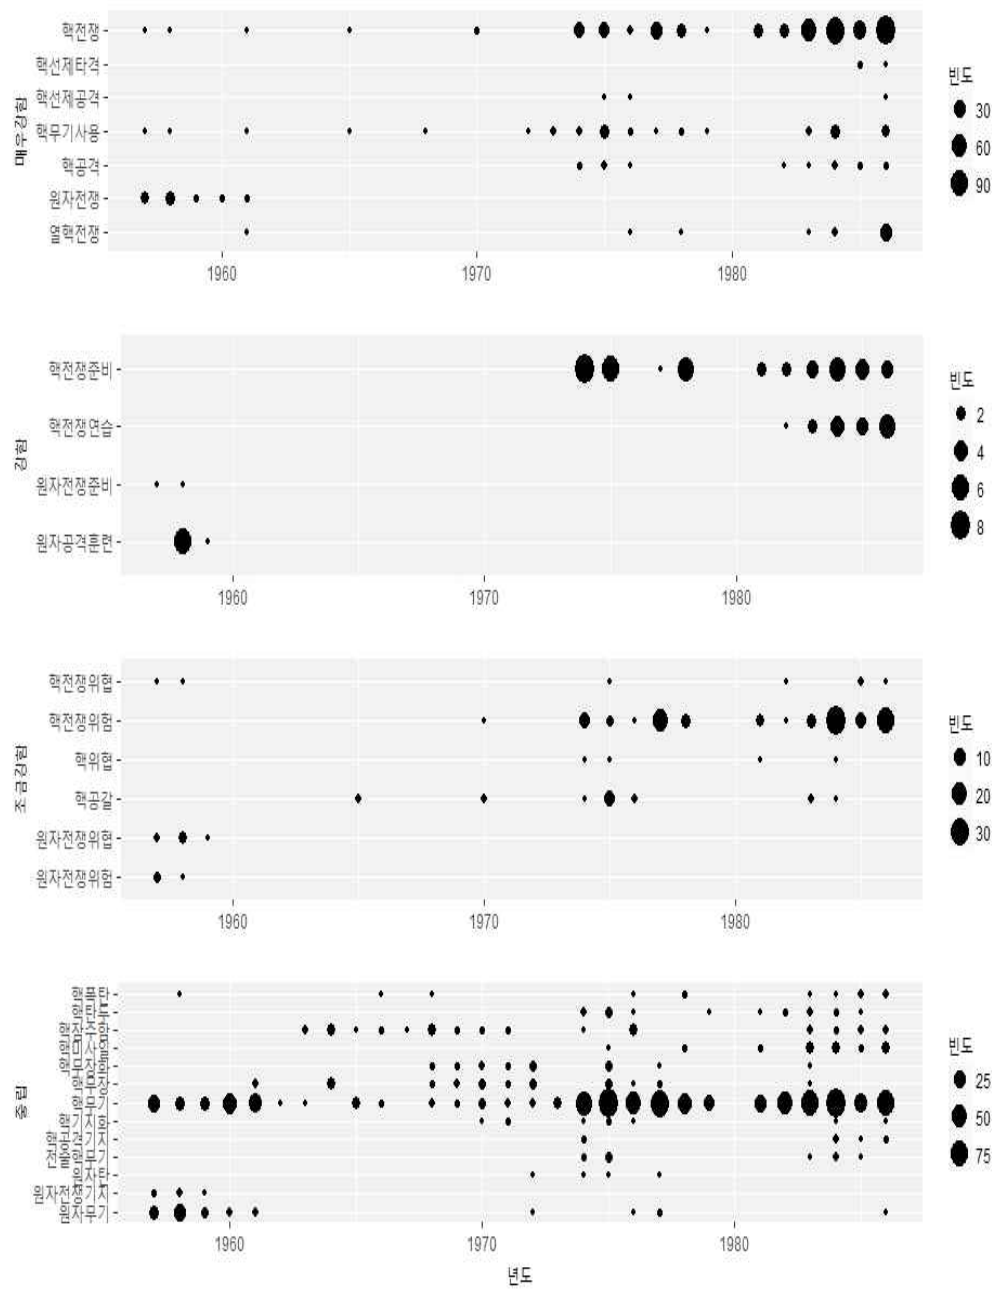 매우강함
핵전쟁
핵선제타격
핵선제공격
핵무기사용
핵공격
원자전쟁
열핵전쟁
1960 1970 1980
빈도
30
60
90
강함
핵전쟁준비
핵전쟁연습
원자전쟁준비
원자공격훈련
1960 1970 1980
빈도
2
4
6
8
조금강함
핵전쟁위협
핵전쟁위험
핵위협
핵공갈
원자전쟁위협
원자전쟁위험
1960 1970 1980
빈도
10
20
30
중립
핵폭탄
핵탄두
핵잠수함
핵미사일
핵무장화
핵무장
핵무기
핵기지화
핵공격기지
전술핵무기
원자탄
원자전쟁기지
원자무기
1960 1970 1980
년도
빈도
25
50
75